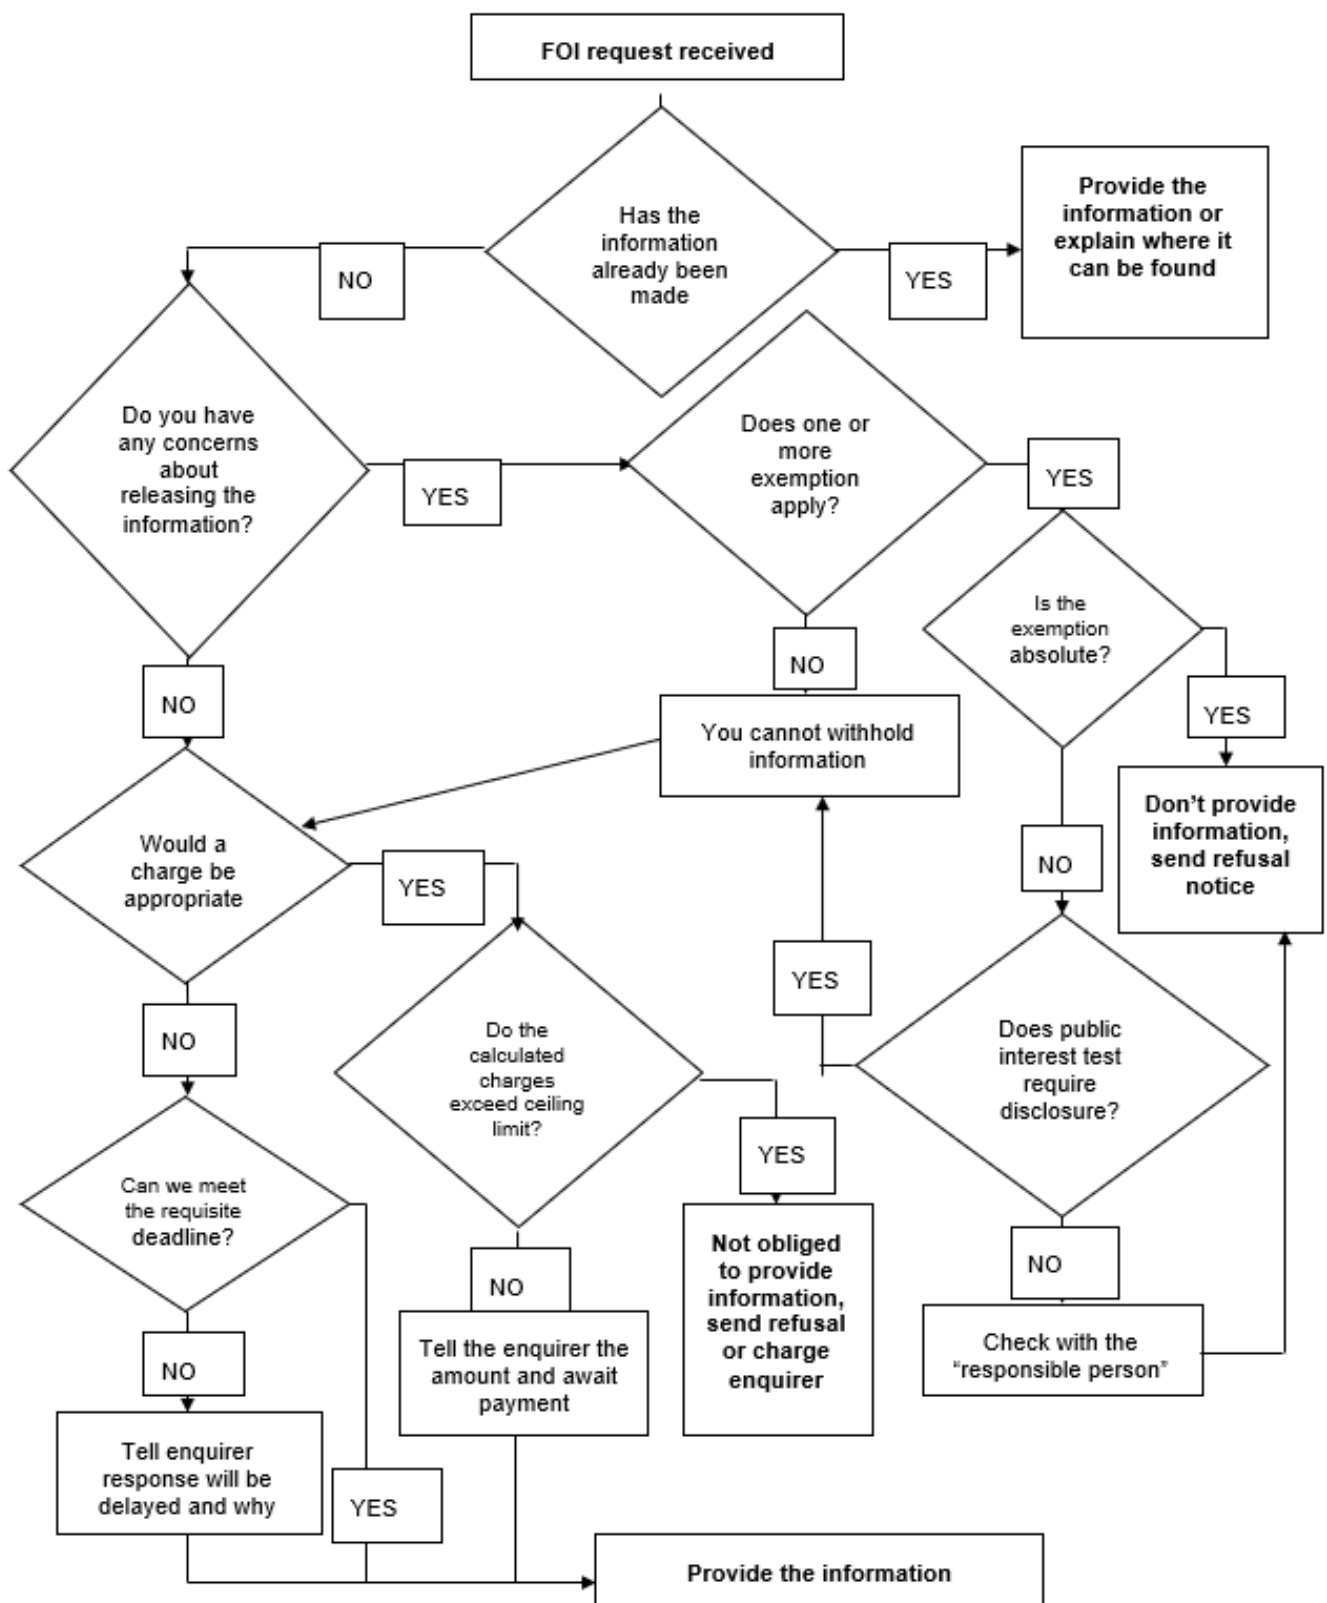 FOI request received
Has the
information
already been
made
Provide the
information or
explain where it
can be found
NO
YES
Do you have
any concerns
about
releasing the
information?
YES
Does one or
more
exemption
apply?
YES
Is the
exemption
absolute?
NO
NO
YES
You cannot withhold
information
Don’t provide
information,
send refusal
notice
Would a
charge be
appropriate
YES
NO
YES
NO
Do the
calculated
charges
exceed ceiling
limit?
Does public
interest test
require
disclosure?
YES
Can we meet
the requisite
deadline?
NO
Not obliged
to provide
information,
send refusal
or charge
enquirer
NO
Tell the enquirer the
amount and await
payment
Check with the
“responsible person”
NO
Tell enquirer
response will be
delayed and why
YES
Provide the information